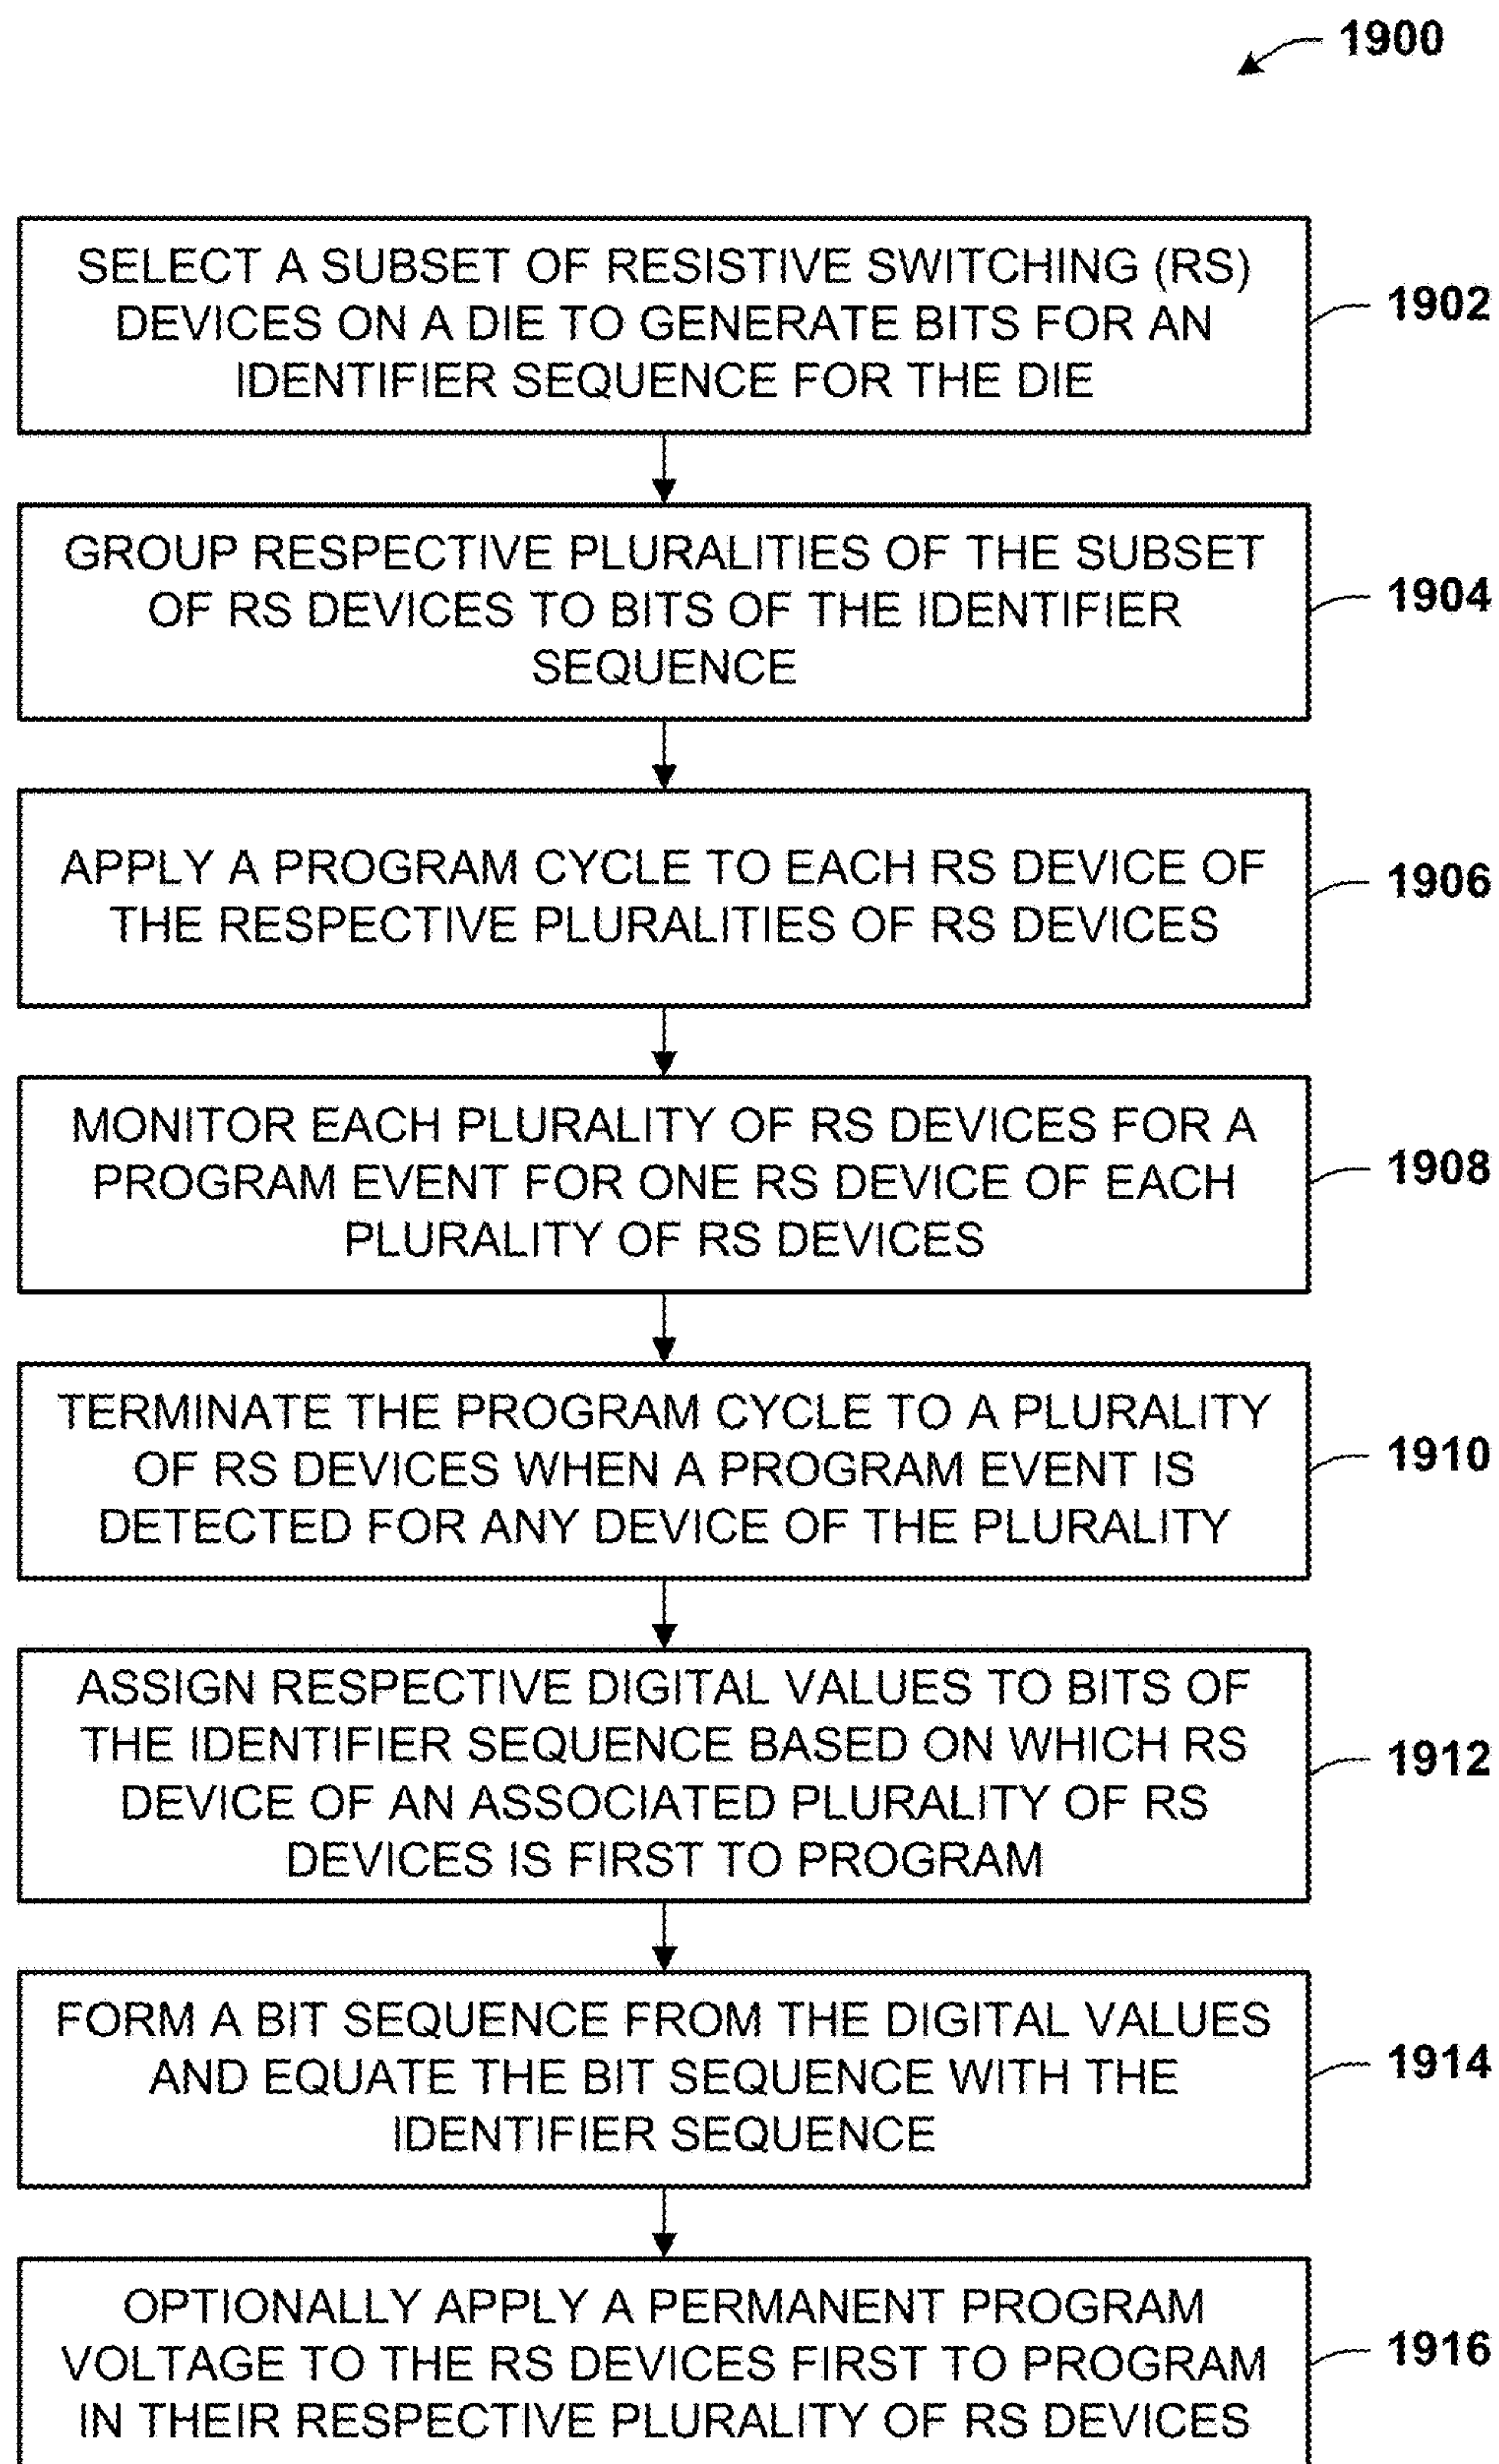 1900
SELECT A SUBSET OF RESISTIVE SWITCHING (RS)
DEVICES ON A DIE TO GENERATE BITS FOR AN
IDENTIFIER SEQUENCE FOR THE DIE
1902
GROUP RESPECTIVE PLURALITIES OF THE SUBSET
OF RS DEVICES TO BITS OF THE IDENTIFIER
SEQUENCE
1904
APPLY A PROGRAM CYCLE TO EACH RS DEVICE OF
THE RESPECTIVE PLURALITIES OF RS DEVICES
1906
MONITOR EACH PLURALITY OF RS DEVICES FOR A
PROGRAM EVENT FOR ONE RS DEVICE OF EACH
PLURALITY OF RS DEVICES
1908
TERMINATE THE PROGRAM CYCLE TO A PLURALITY
OF RS DEVICES WHEN A PROGRAM EVENT IS
DETECTED FOR ANY DEVICE OF THE PLURALITY
1910
ASSIGN RESPECTIVE DIGITAL VALUES TO BITS OF
THE IDENTIFIER SEQUENCE BASED ON WHICH RS
DEVICE OF AN ASSOCIATED PLURALITY OF RS
DEVICES IS FIRST TO PROGRAM
1912
FORM A BIT SEQUENCE FROM THE DIGITAL VALUES
AND EQUATE THE BIT SEQUENCE WITH THE
IDENTIFIER SEQUENCE
1914
OPTIONALLY APPLY A PERMANENT PROGRAM
VOLTAGE TO THE RS DEVICES FIRST TO PROGRAM
IN THEIR RESPECTIVE PLURALITY OF RS DEVICES
1916